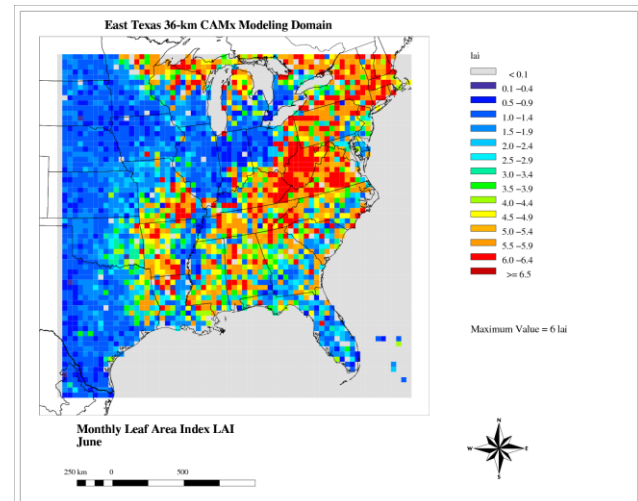 East Texas 36-km CAMx Modeling Domain
lai
< 0.1
0.1 –0.4
0.5 –0.9
1.0 –1.4
1.5 –1.9
2.0 –2.4
2.5 –2.9
3.0 –3.4
3.5 –3.9
4.0 –4.4
4.5 –4.9
5.0 –5.4
5.5 –5.9
6.0 –6.4
>= 6.5
Maximum Value = 6 lai
Monthly Leaf Area Index LAI
June
250 km 0 500
N
W E
S